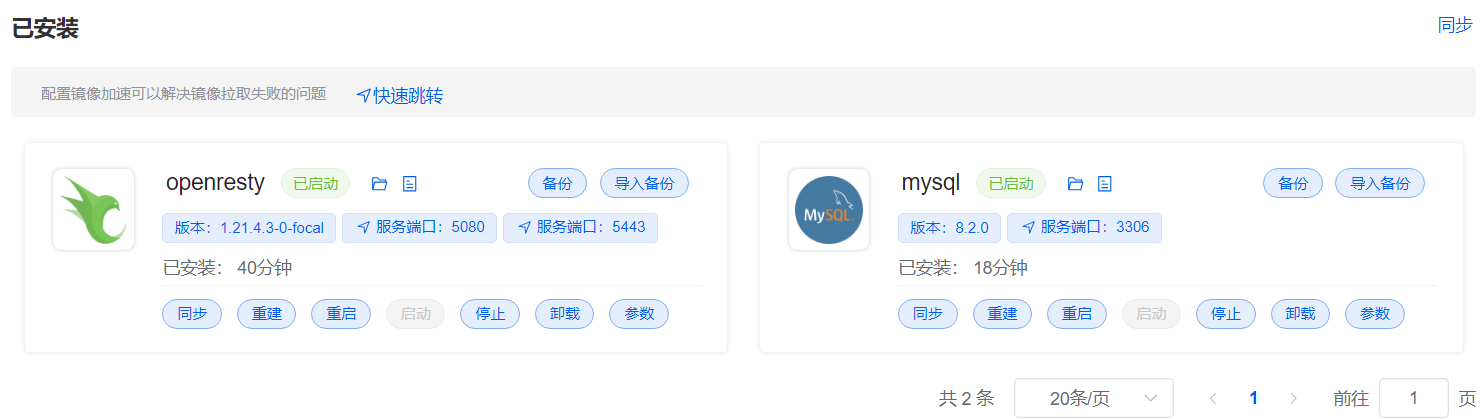 已安装
同步
配置镜像加速可以解决镜像拉取失败的问题 快速跳转
openresty 已启动 备份 导入备份
版本：1.21.4.3-0-focal 服务端口：5080 服务端口：5443
已安装： 40分钟
同步 重建 重启 启动 停止 卸载 参数
MySQL
mysql 已启动 备份 导入备份
版本：8.2.0 服务端口：3306
已安装： 18分钟
同步 重建 重启 启动 停止 卸载 参数
共 2 条 20条/页 1 前往 1 页